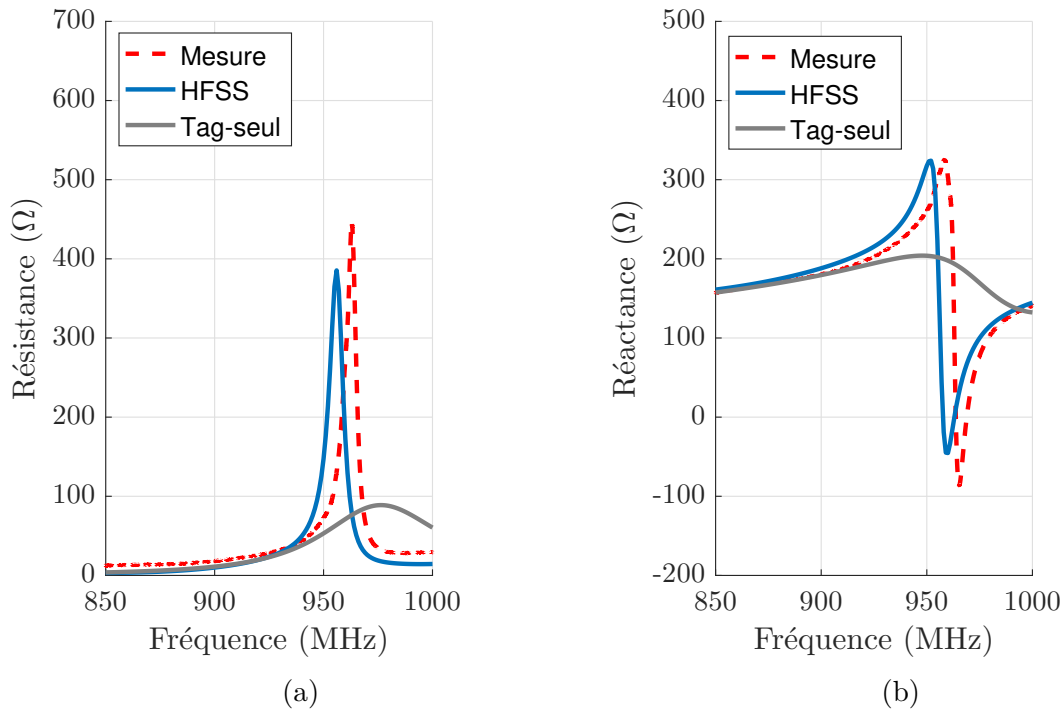 700
600
500
400
300
200
100
0
850
900
950
1000
Résistance (Ω)
Fréquence (MHz)
Mesure
HFSS
Tag-seul
(a)
500
400
300
200
100
0
-100
-200
850
900
950
1000
Réactance (Ω)
Fréquence (MHz)
Mesure
HFSS
Tag-seul
(b)